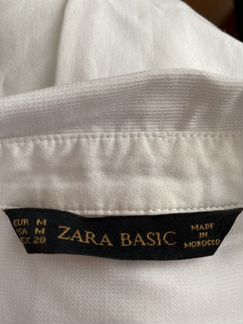 EUR M
USA M
MEX 28
ZARA BASIC
MADE
IN
MOROCCO